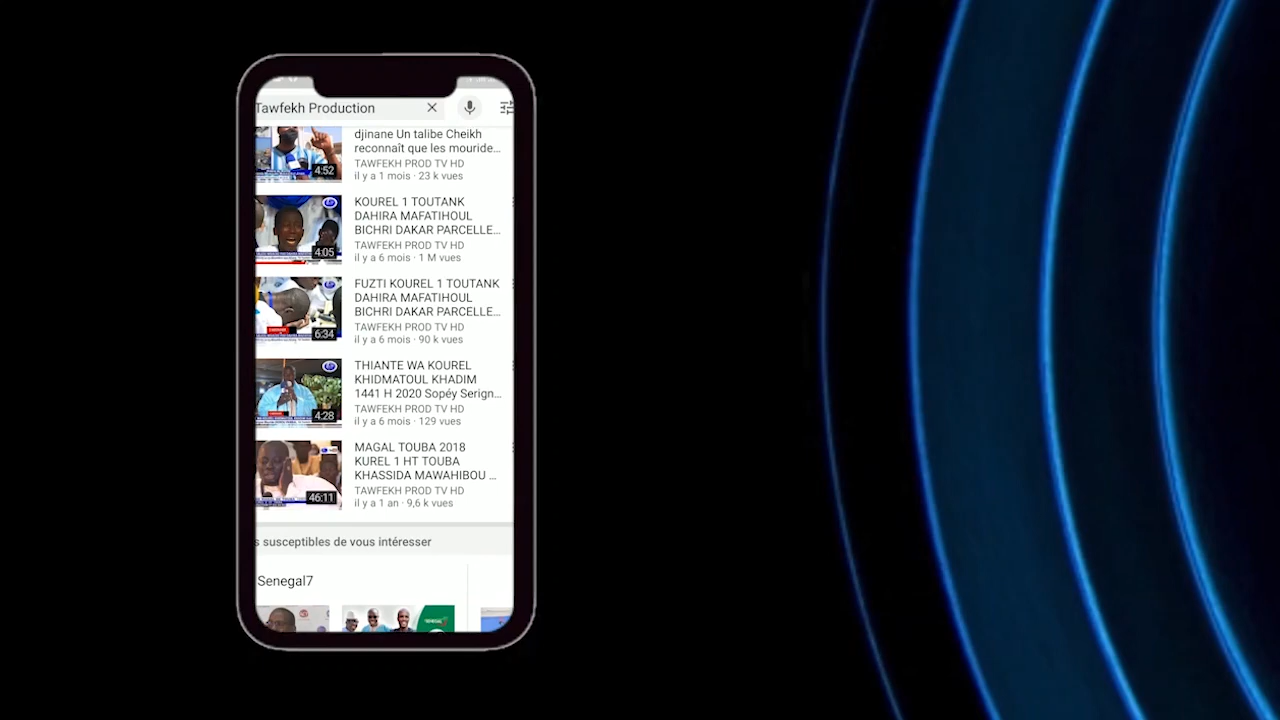 Tawfekh Production
djinane Un talibe Cheikh
reconnaît que les mouride...
TAWFEKH PROD TV HD
il y a 1 mois · 23 k vues
4:52
KOUREL 1 TOUTANK
DAHIRA MAFATIHOUL
BICHRI DAKAR PARCELLE...
TAWFEKH PROD TV HD
il y a 6 mois · 1 M vues
4:05
FUZTI KOUREL 1 TOUTANK
DAHIRA MAFATIHOUL
BICHRI DAKAR PARCELLE...
TAWFEKH PROD TV HD
il y a 6 mois · 90 k vues
6:34
THIANTE WA KOUREL
KHIDMATOUL KHADIM
1441 H 2020 Sopéy Serign...
TAWFEKH PROD TV HD
4:28
MAGAL TOUBA 2018
KUREL 1 HT TOUBA
KHASSIDA MAWAHIBOU ...
TAWFEKH PROD TV HD
il y a 1 an · 9,6 k vues
46:11
s susceptibles de vous intéresser
Senegal7